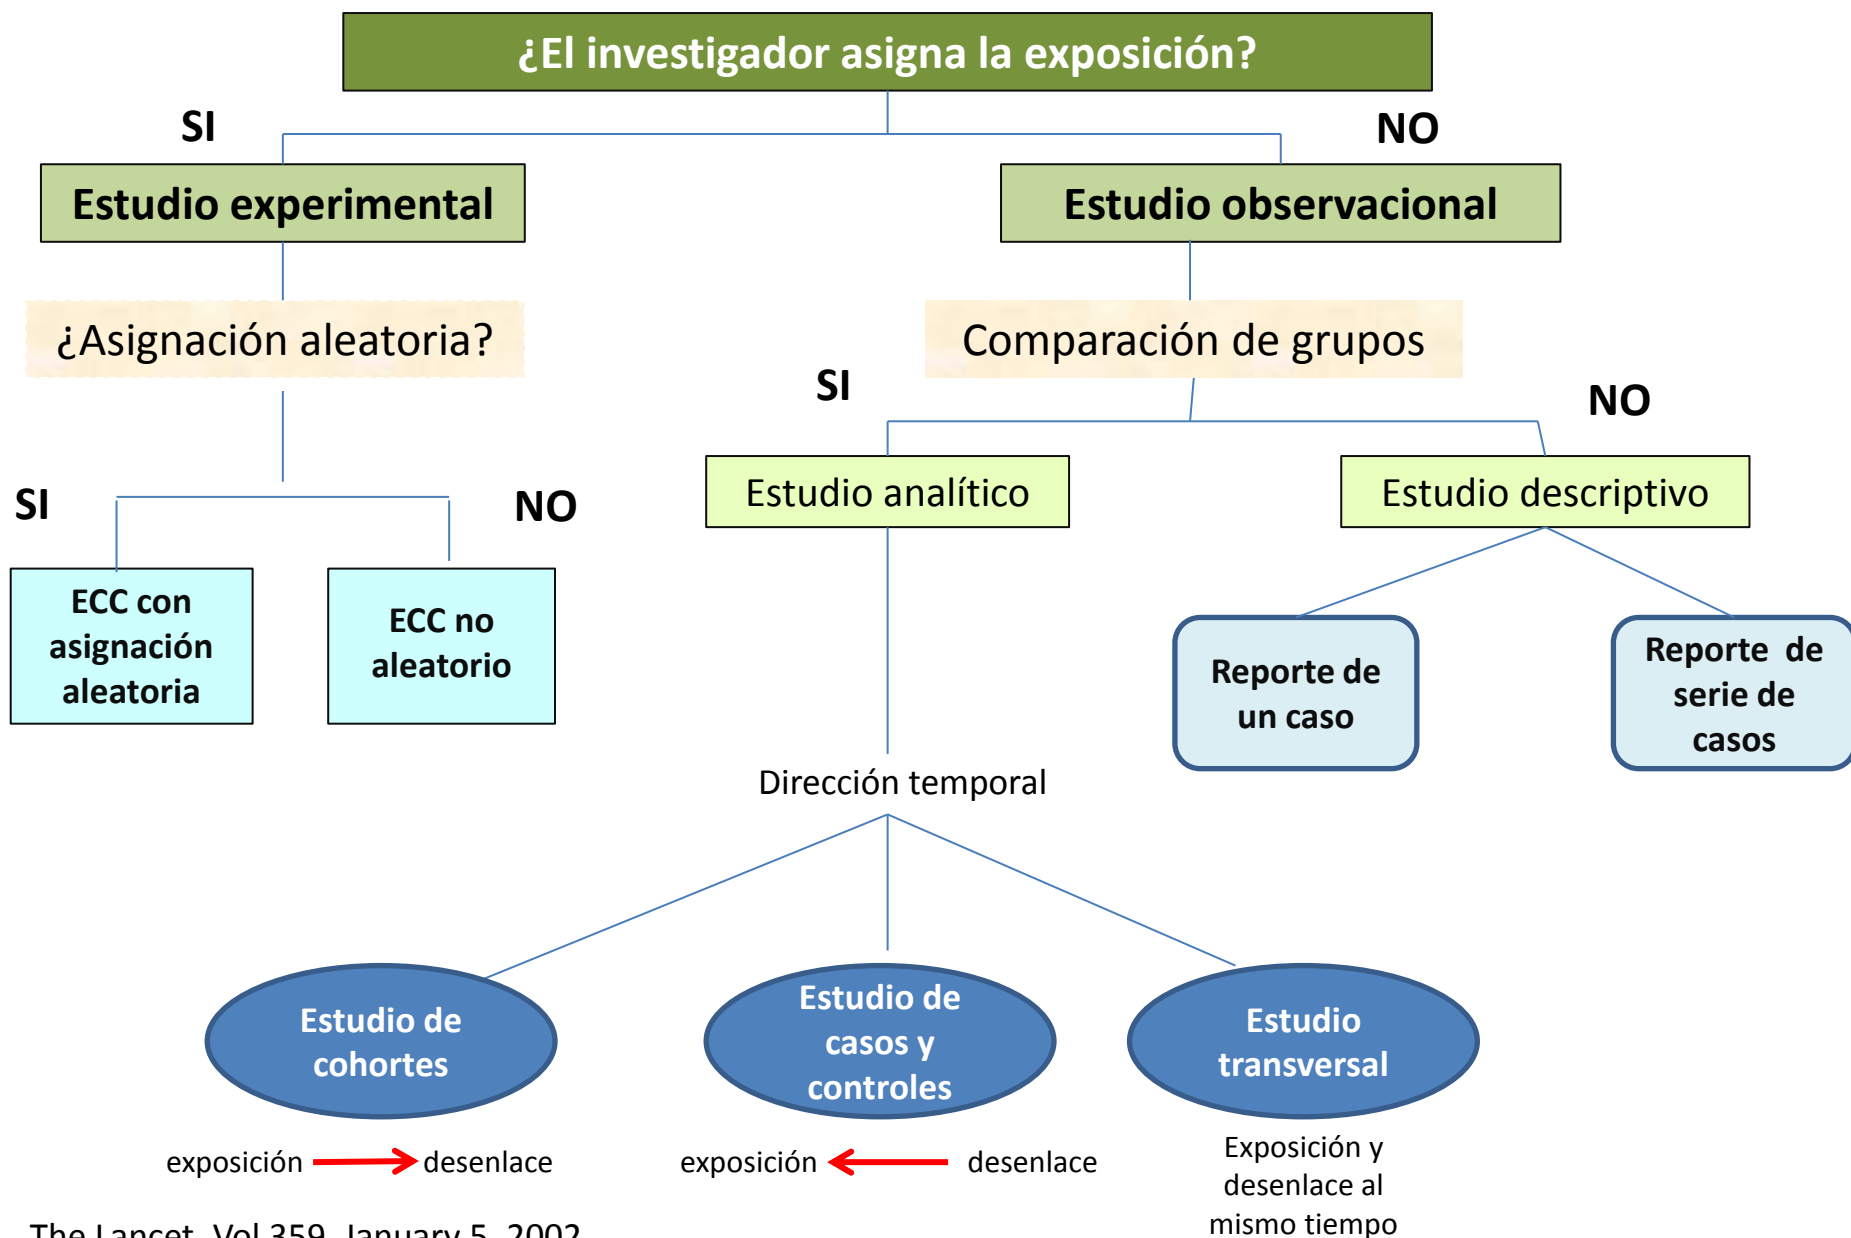 ¿El investigador asigna la exposición?
SI
NO
Estudio experimental
Estudio observacional
¿Asignación aleatoria?
Comparación de grupos
SI
NO
Estudio analítico
Estudio descriptivo
SI
NO
ECC con
asignación
aleatoria
ECC no
aleatorio
Reporte de
un caso
Reporte de
serie de
casos
Dirección temporal
Estudio de
cohortes
Estudio de
casos y
controles
Estudio
transversal
exposición
desenlace
exposición
desenlace
Exposición y
desenlace al
mismo tiempo
The Lancet, Vol 359, January 5, 2002